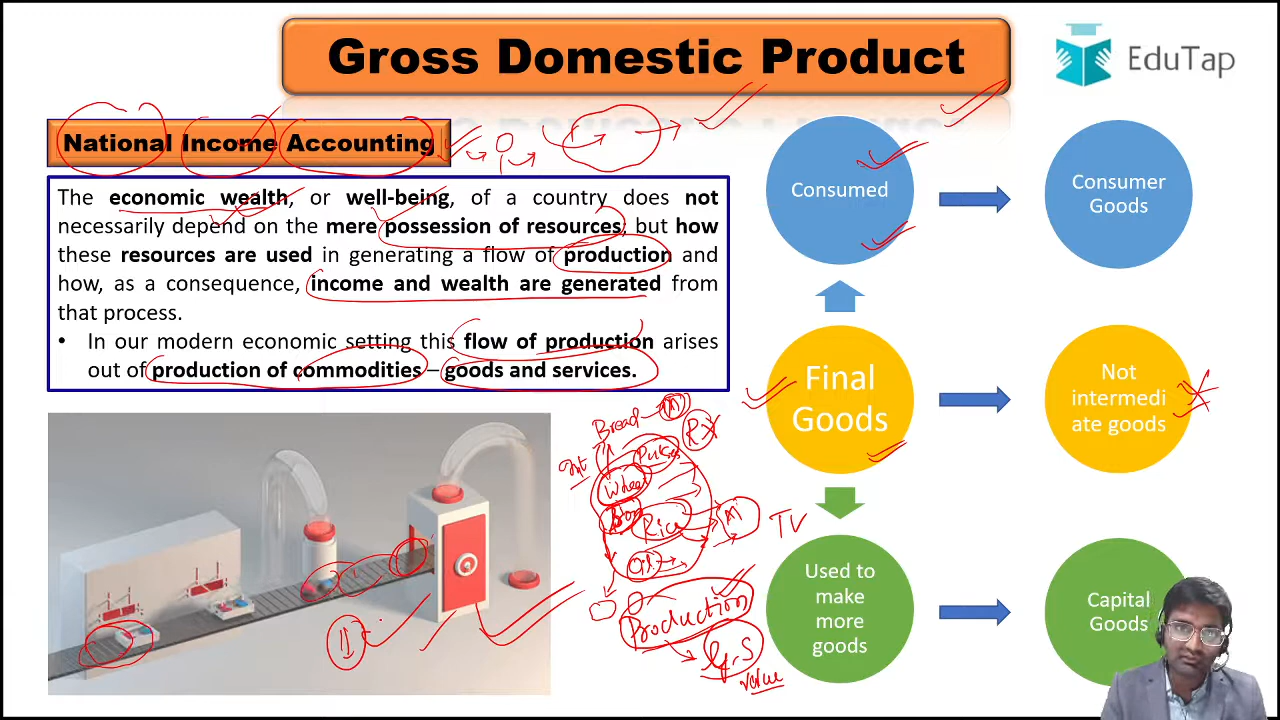 Gross Domestic Product
EduTap
National Income Accounting
The economic wealth, or well-being, of a country does not
necessarily depend on the mere possession of resources, but how
these resources are used in generating a flow of production and
how, as a consequence, income and wealth are generated from
that process.
• In our modern economic setting this flow of production arises
out of production of commodities – goods and services.
Consumed
Consumer
Goods
Final
Goods
Not
intermedi
ate goods
Used to
make
more
goods
Capital
Goods
Bread
Pulses
Wheat
Rice
TV
Production
G.S
value